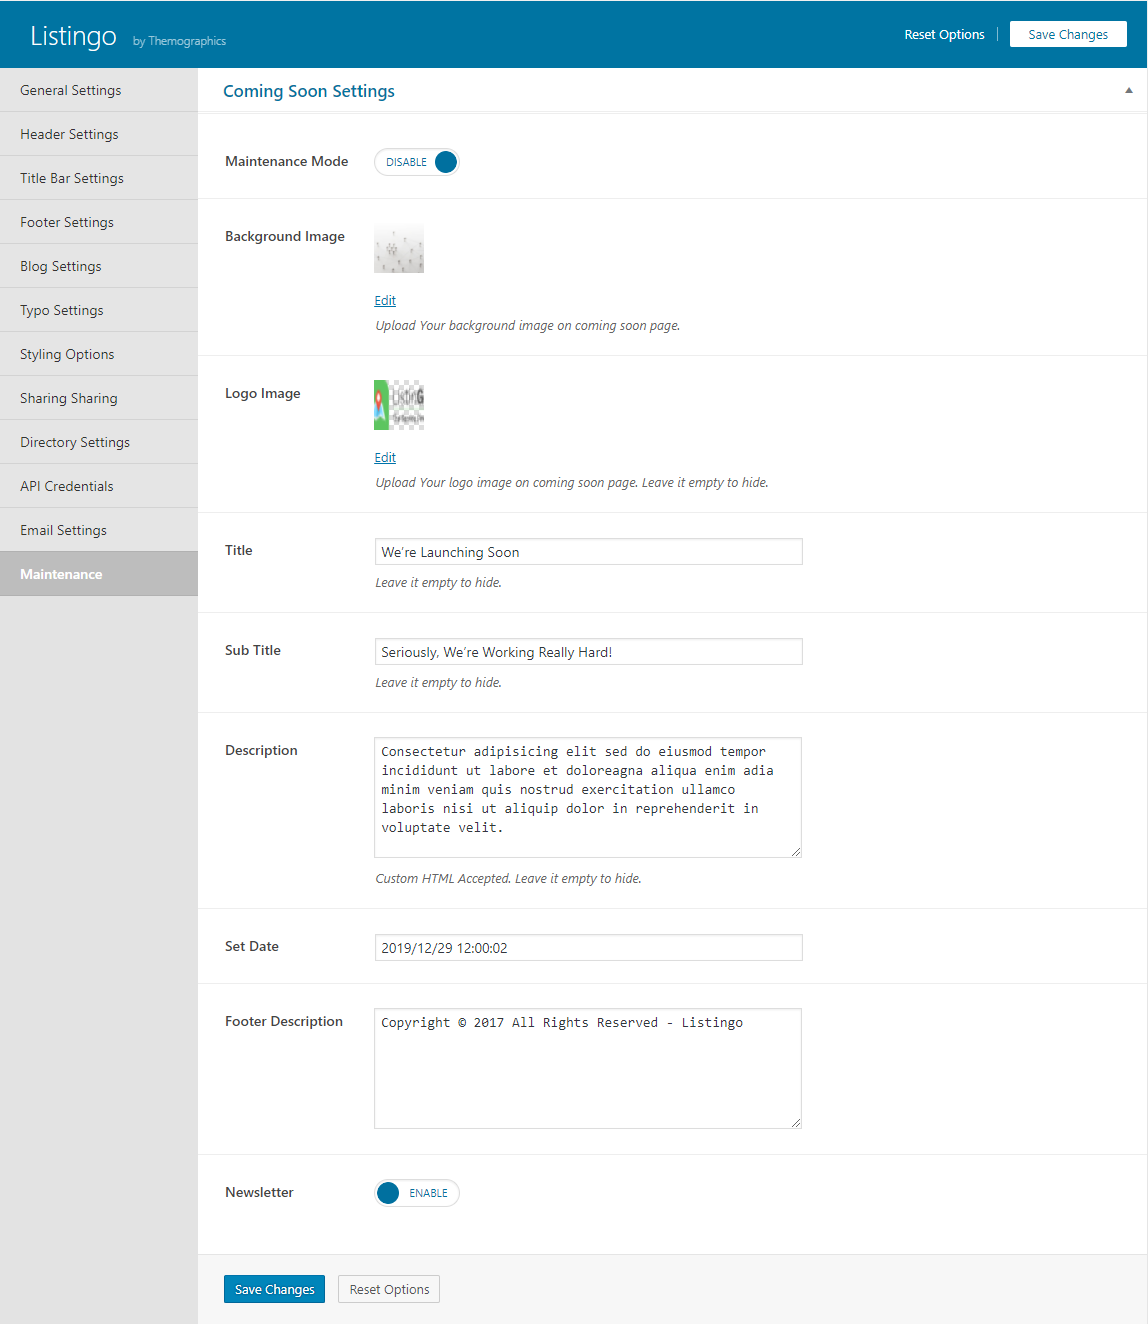 Listingo by Themographics
Reset Options
Save Changes
General Settings
Header Settings
Title Bar Settings
Footer Settings
Blog Settings
Typo Settings
Styling Options
Sharing Sharing
Directory Settings
API Credentials
Email Settings
Maintenance
Coming Soon Settings
Maintenance Mode
DISABLE
Background Image
Edit
Upload Your background image on coming soon page.
Logo Image
Edit
Upload Your logo image on coming soon page. Leave it empty to hide.
Title
We're Launching Soon
Leave it empty to hide.
Sub Title
Seriously, We're Working Really Hard!
Leave it empty to hide.
Description
Consectetur adipisicing elit sed do eiusmod tempor
incididunt ut labore et doloreagna aliqua enim adia
minim veniam quis nostrud exercitation ullamco
laboris nisi ut aliquip dolor in reprehenderit in
voluptate velit.
Custom HTML Accepted. Leave it empty to hide.
Set Date
2019/12/29 12:00:02
Footer Description
Copyright © 2017 All Rights Reserved - Listingo
Newsletter
ENABLE
Save Changes
Reset Options